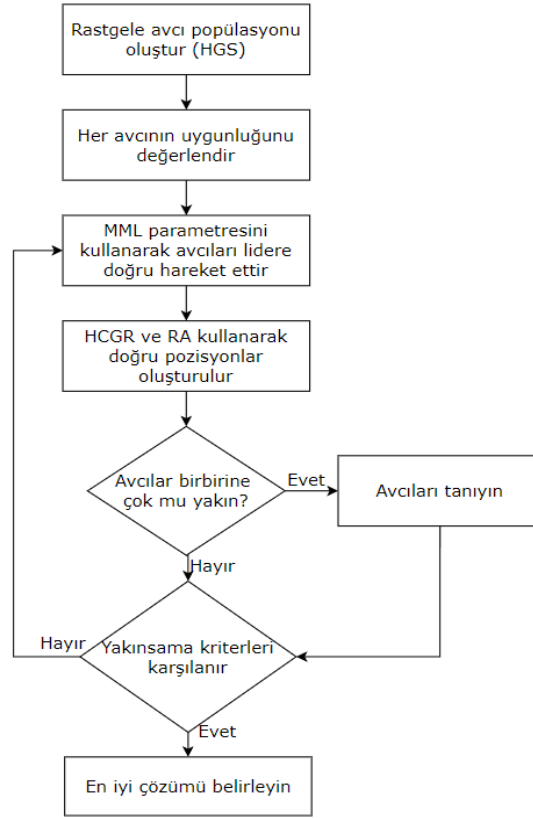 Rastgele avcı popülasyonu
oluştur (HGS)
Her avcının uygunluğunu
değerlendir
MML parametresini
kullanarak avcıları lidere
doğru hareket ettir
HCGR ve RA kullanarak
doğru pozisyonlar
oluşturulur
Avcılar birbirine
çok mu yakın?
Evet
Avcıları tanıyın
Hayır
Yakınsama kriterleri
karşılanır
Hayır
Evet
En iyi çözümü belirleyin